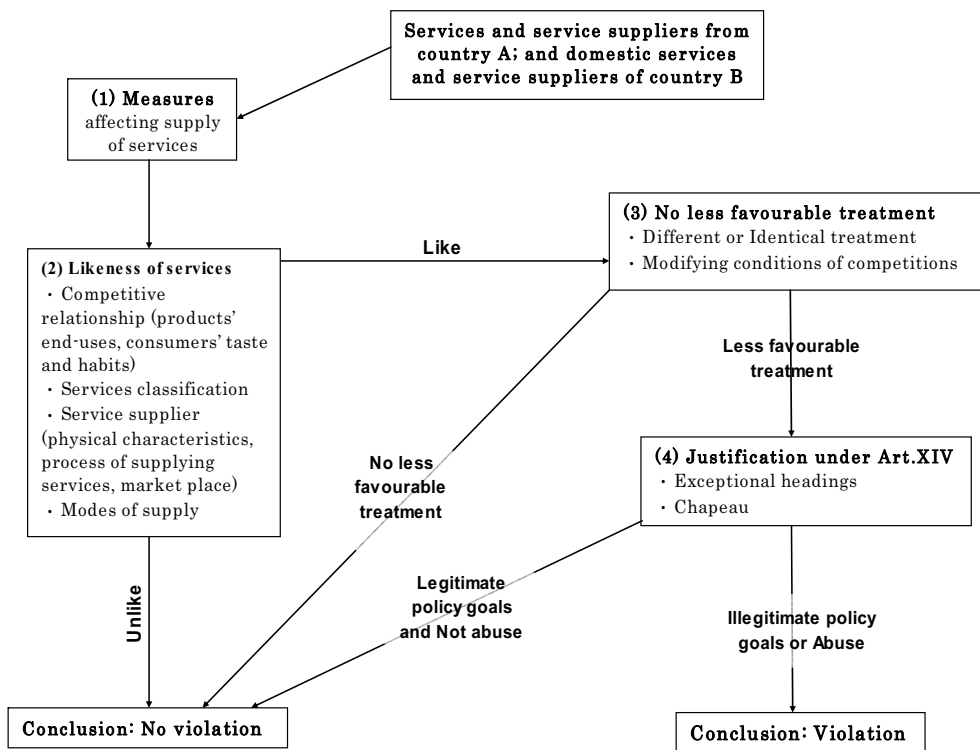 Services and service suppliers from
country A; and domestic services
and service suppliers of country B
(1) Measures
affecting supply
of services
(2) Likeness of services
・Competitive
relationship (products’
end-uses, consumers’ taste
and habits)
・Services classification
・Service supplier
(physical characteristics,
process of supplying
services, market place)
・Modes of supply
Like
(3) No less favourable treatment
・Different or Identical treatment
・Modifying conditions of competitions
Less favourable
treatment
No less
favourable
treatment
(4) Justification under Art.XIV
・Exceptional headings
・Chapeau
Unlike
Legitimate
policy goals
and Not abuse
Illegitimate policy
goals or Abuse
Conclusion: No violation
Conclusion: Violation